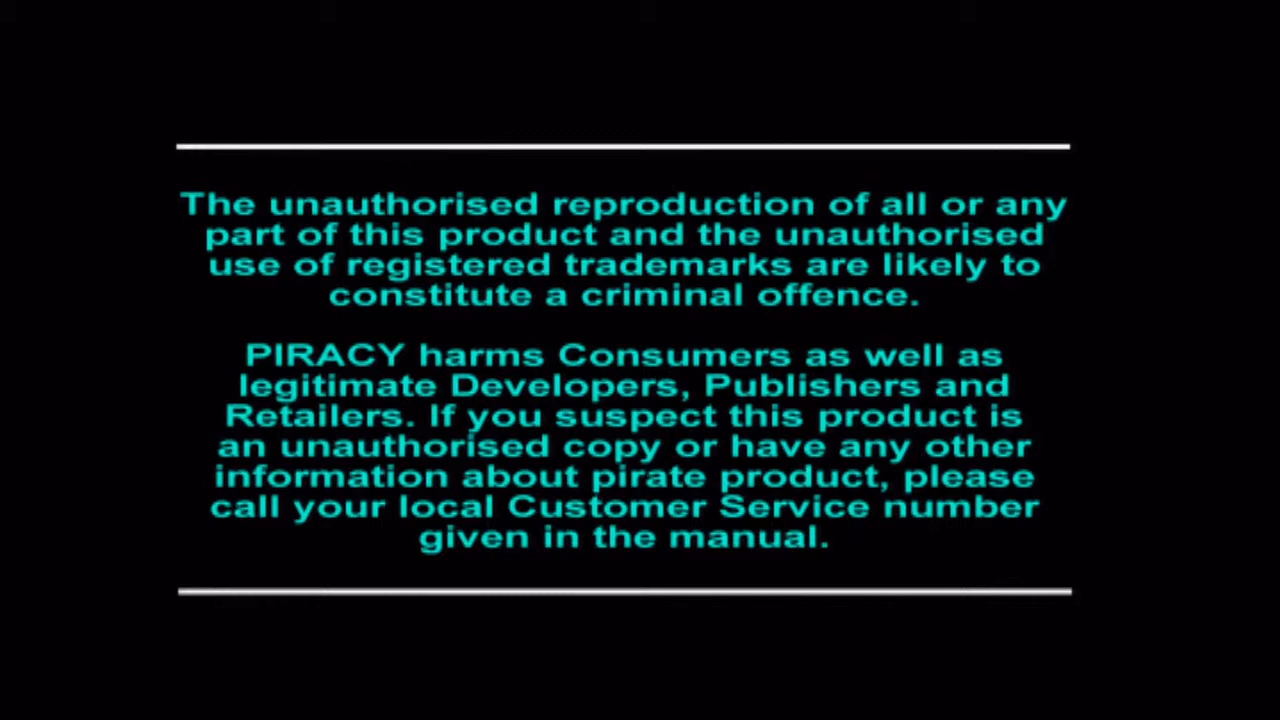 The unauthorised reproduction of all or any
part of this product and the unauthorised
use of registered trademarks are likely to
constitute a criminal offence.
PIRACY harms Consumers as well as
legitimate Developers, Publishers and
Retailers. If you suspect this product is
an unauthorised copy or have any other
information about pirate product, please
call your local Customer Service number
given in the manual.